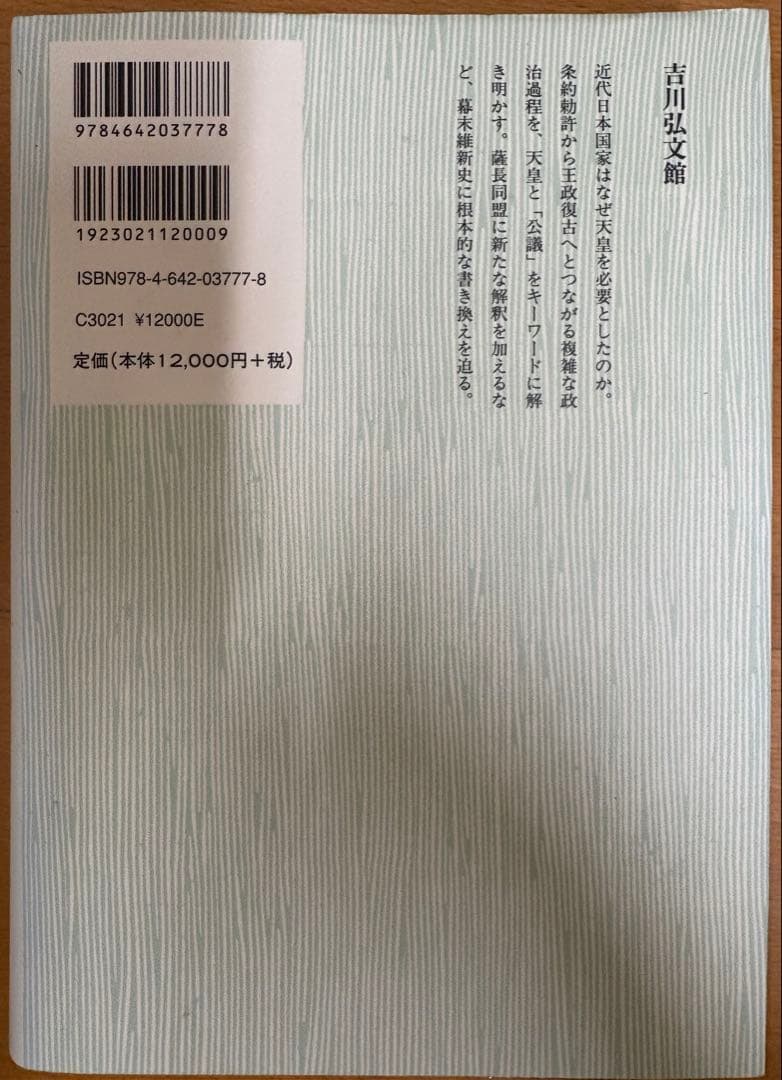 吉川弘文館
近代日本国家はなぜ天皇を必要としたのか。
条約勅許から王政復古へとつながる複雑な政
治過程を、天皇と「公議」をキーワードに解
き明かす。薩長同盟に新たな解釈を加えるな
ど、幕末維新史に根本的な書き換えを迫る。
9784642037778
1923021120009
ISBN978-4-642-03777-8
C3021 ¥12000E
定価(本体12,000円+税)